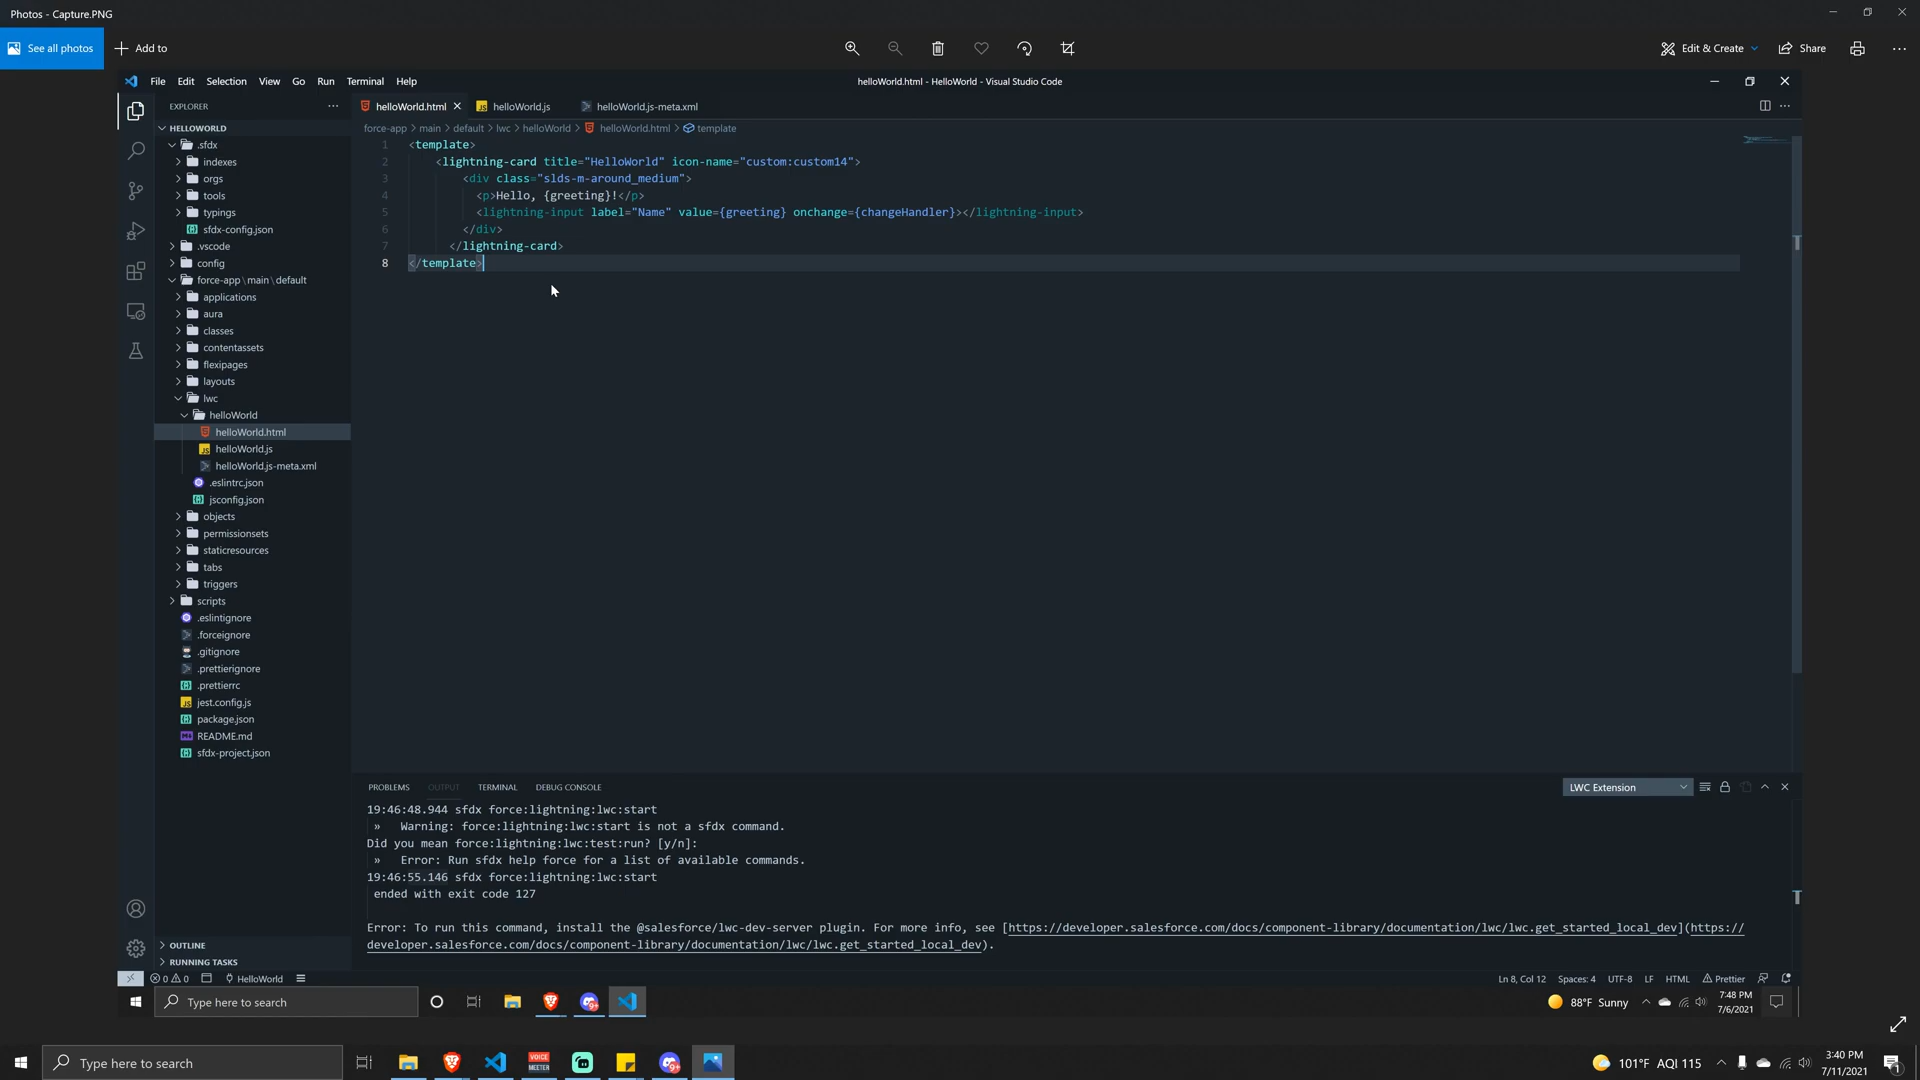 Photos - Capture.PNG
See all photos
Add to
Edit & Create
Share
File Edit Selection View Go Run Terminal Help
helloWorld.html - HelloWorld - Visual Studio Code
EXPLORER
HELLOWORLD
.sfdx
indexes
orgs
tools
typings
sfdx-config.json
.vscode
config
force-app\main\default
applications
aura
classes
contentassets
flexipages
layouts
lwc
helloWorld
helloWorld.html
helloWorld.js
helloWorld.js-meta.xml
.eslintrc.json
jsconfig.json
objects
permissionsets
staticresources
tabs
triggers
scripts
.eslintignore
.forceignore
.gitignore
.prettierignore
.prettierrc
jest.config.js
package.json
README.md
sfdx-project.json
OUTLINE
RUNNING TASKS
helloWorld.html helloWorld.js helloWorld.js-meta.xml
force-app > main > default > lwc > helloWorld > helloWorld.html > template
1 <template>
2 <lightning-card title="HelloWorld" icon-name="custom:custom14">
3 <div class="slds-m-around_medium">
4 <p>Hello, {greeting}!</p>
5 <lightning-input label="Name" value={greeting} onchange={changeHandler}></lightning-input>
6 </div>
7 </lightning-card>
8 </template>
PROBLEMS OUTPUT TERMINAL DEBUG CONSOLE
LWC Extension
19:46:48.944 sfdx force:lightning:lwc:start
» Warning: force:lightning:lwc:start is not a sfdx command.
Did you mean force:lightning:lwc:test:run? [y/n]:
» Error: Run sfdx help force for a list of available commands.
19:46:55.146 sfdx force:lightning:lwc:start
ended with exit code 127
Error: To run this command, install the @salesforce/lwc-dev-server plugin. For more info, see [https://developer.salesforce.com/docs/component-library/documentation/lwc/lwc.get_started_local_dev](https://
developer.salesforce.com/docs/component-library/documentation/lwc/lwc.get_started_local_dev).
0 0 HelloWorld
Ln 8, Col 12 Spaces: 4 UTF-8 LF HTML Prettier
Type here to search
88°F Sunny
7:48 PM
7/6/2021
Type here to search
VOICE
MEETER
101°F AQI 115
3:40 PM
7/11/2021
1